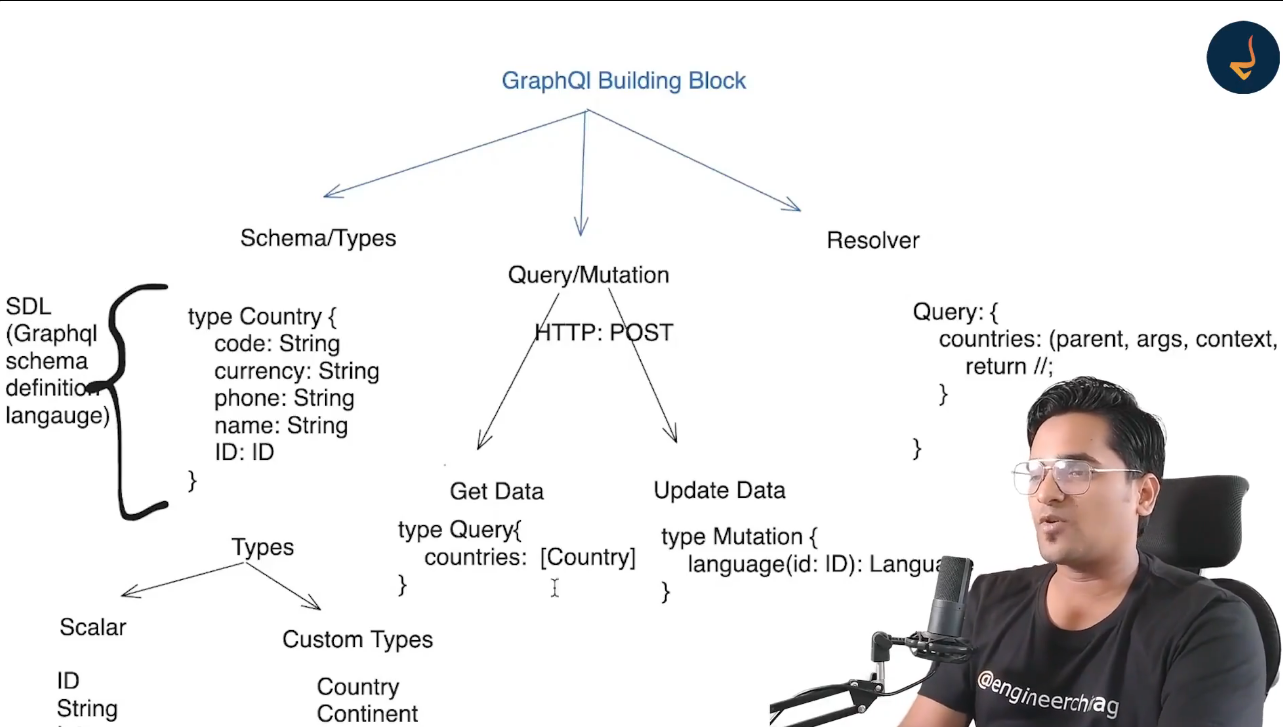 GraphQl Building Block
Schema/Types
Query/Mutation
Resolver
HTTP: POST
SDL
(Graphql
schema
definition
langauge)
type Country {
code: String
currency: String
phone: String
name: String
ID: ID
}
Types
Scalar
ID
String
Custom Types
Country
Continent
Get Data
type Query{
countries: [Country]
}
Update Data
type Mutation {
language(id: ID): Langua
}
Query: {
countries: (parent, args, context,
return //;
}
}
@engineerchirag